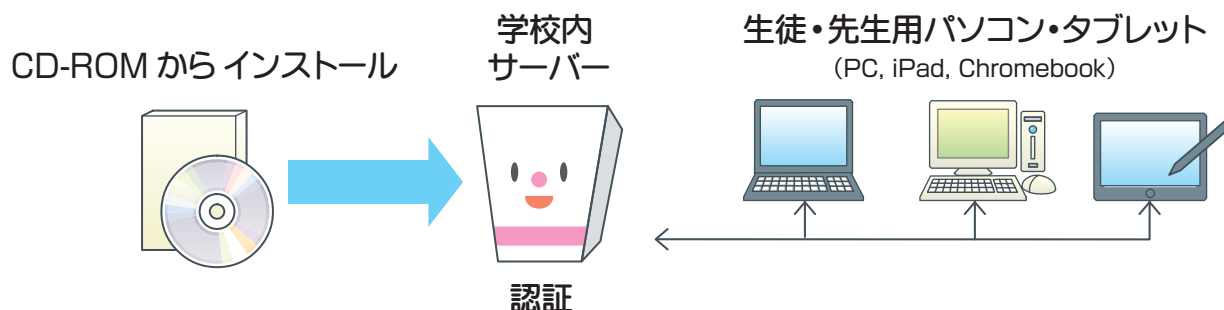 CD-ROM から インストール
学校内
サーバー
認証
生徒・先生用パソコン・タブレット
（PC, iPad, Chromebook）